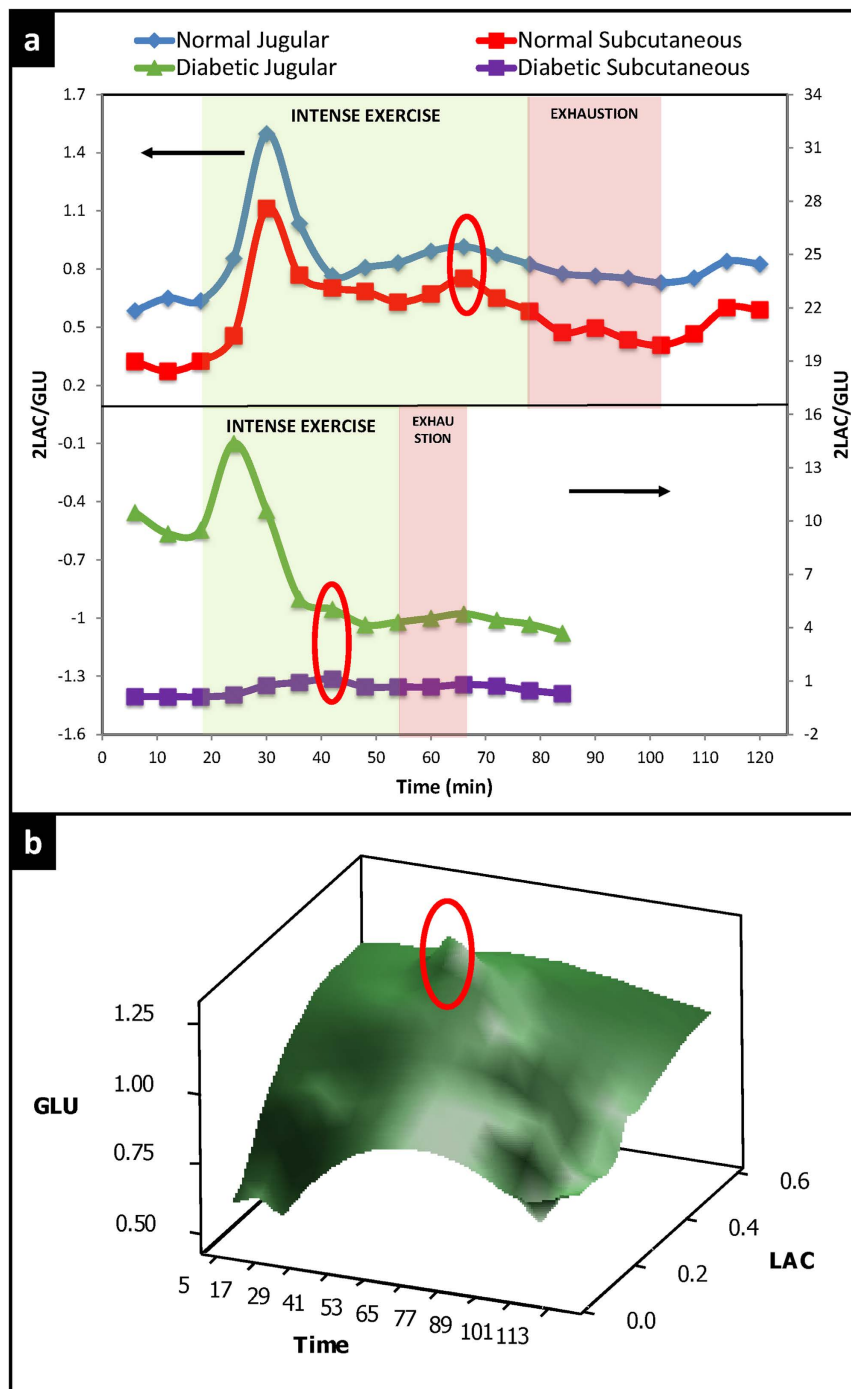 a
Normal Jugular
Normal Subcutaneous
Diabetic Jugular
Diabetic Subcutaneous
INTENSE EXERCISE
EXHAUSTION
1.7
1.4
1.1
0.8
0.5
0.2
-0.1
-0.4
-0.7
-1
-1.3
-1.6
2LAC/GLU
34
31
28
25
22
19
16
13
10
7
4
1
-2
2LAC/GLU
INTENSE EXERCISE
EXHAU
STION
0 10 20 30 40 50 60 70 80 90 100 110 120
Time (min)
b
1.25
1.00
GLU
0.75
0.50
0.6
0.4
0.2
0.0
LAC
5 17 29 41 53 65 77 89 101 113
Time